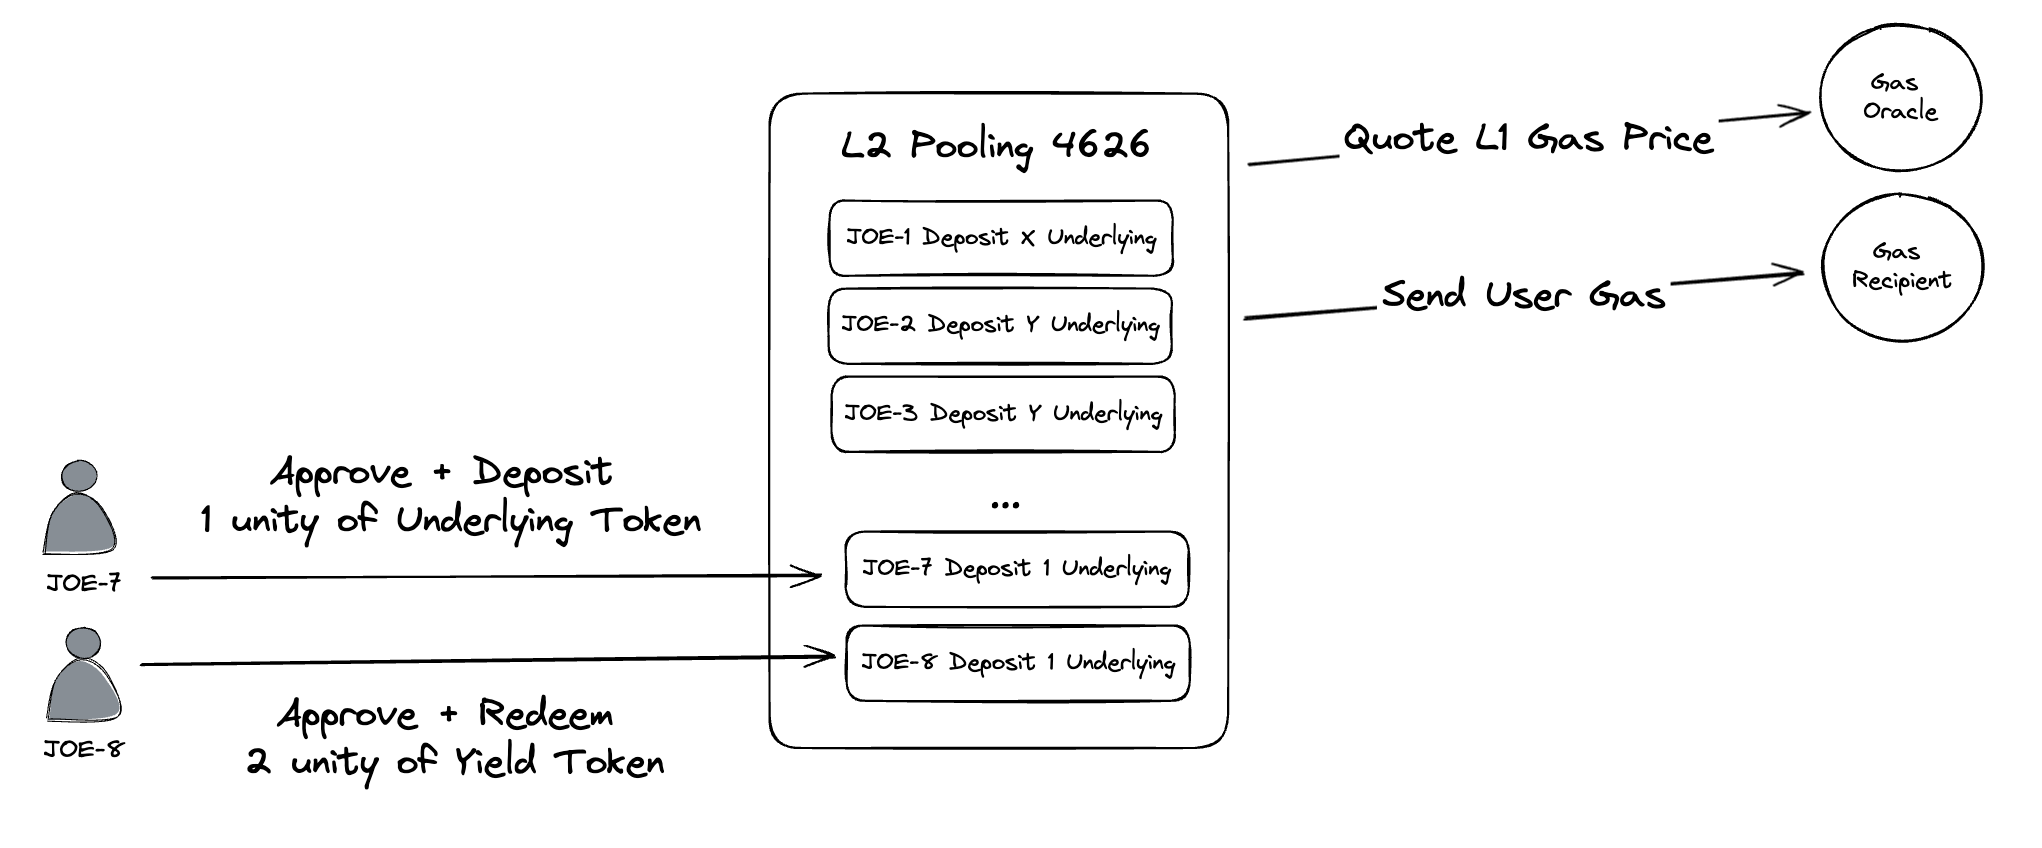 Gas
Oracle
L2 Pooling 4626
Quote L1 Gas Price
JOE-1 Deposit X Underlying
Gas
Recipient
Send User Gas
JOE-2 Deposit Y Underlying
JOE-3 Deposit Y Underlying
Approve + Deposit
1 unity of Underlying Token
...
JOE-7
JOE-7 Deposit 1 Underlying
JOE-8 Deposit 1 Underlying
Approve + Redeem
2 unity of Yield Token
JOE-8